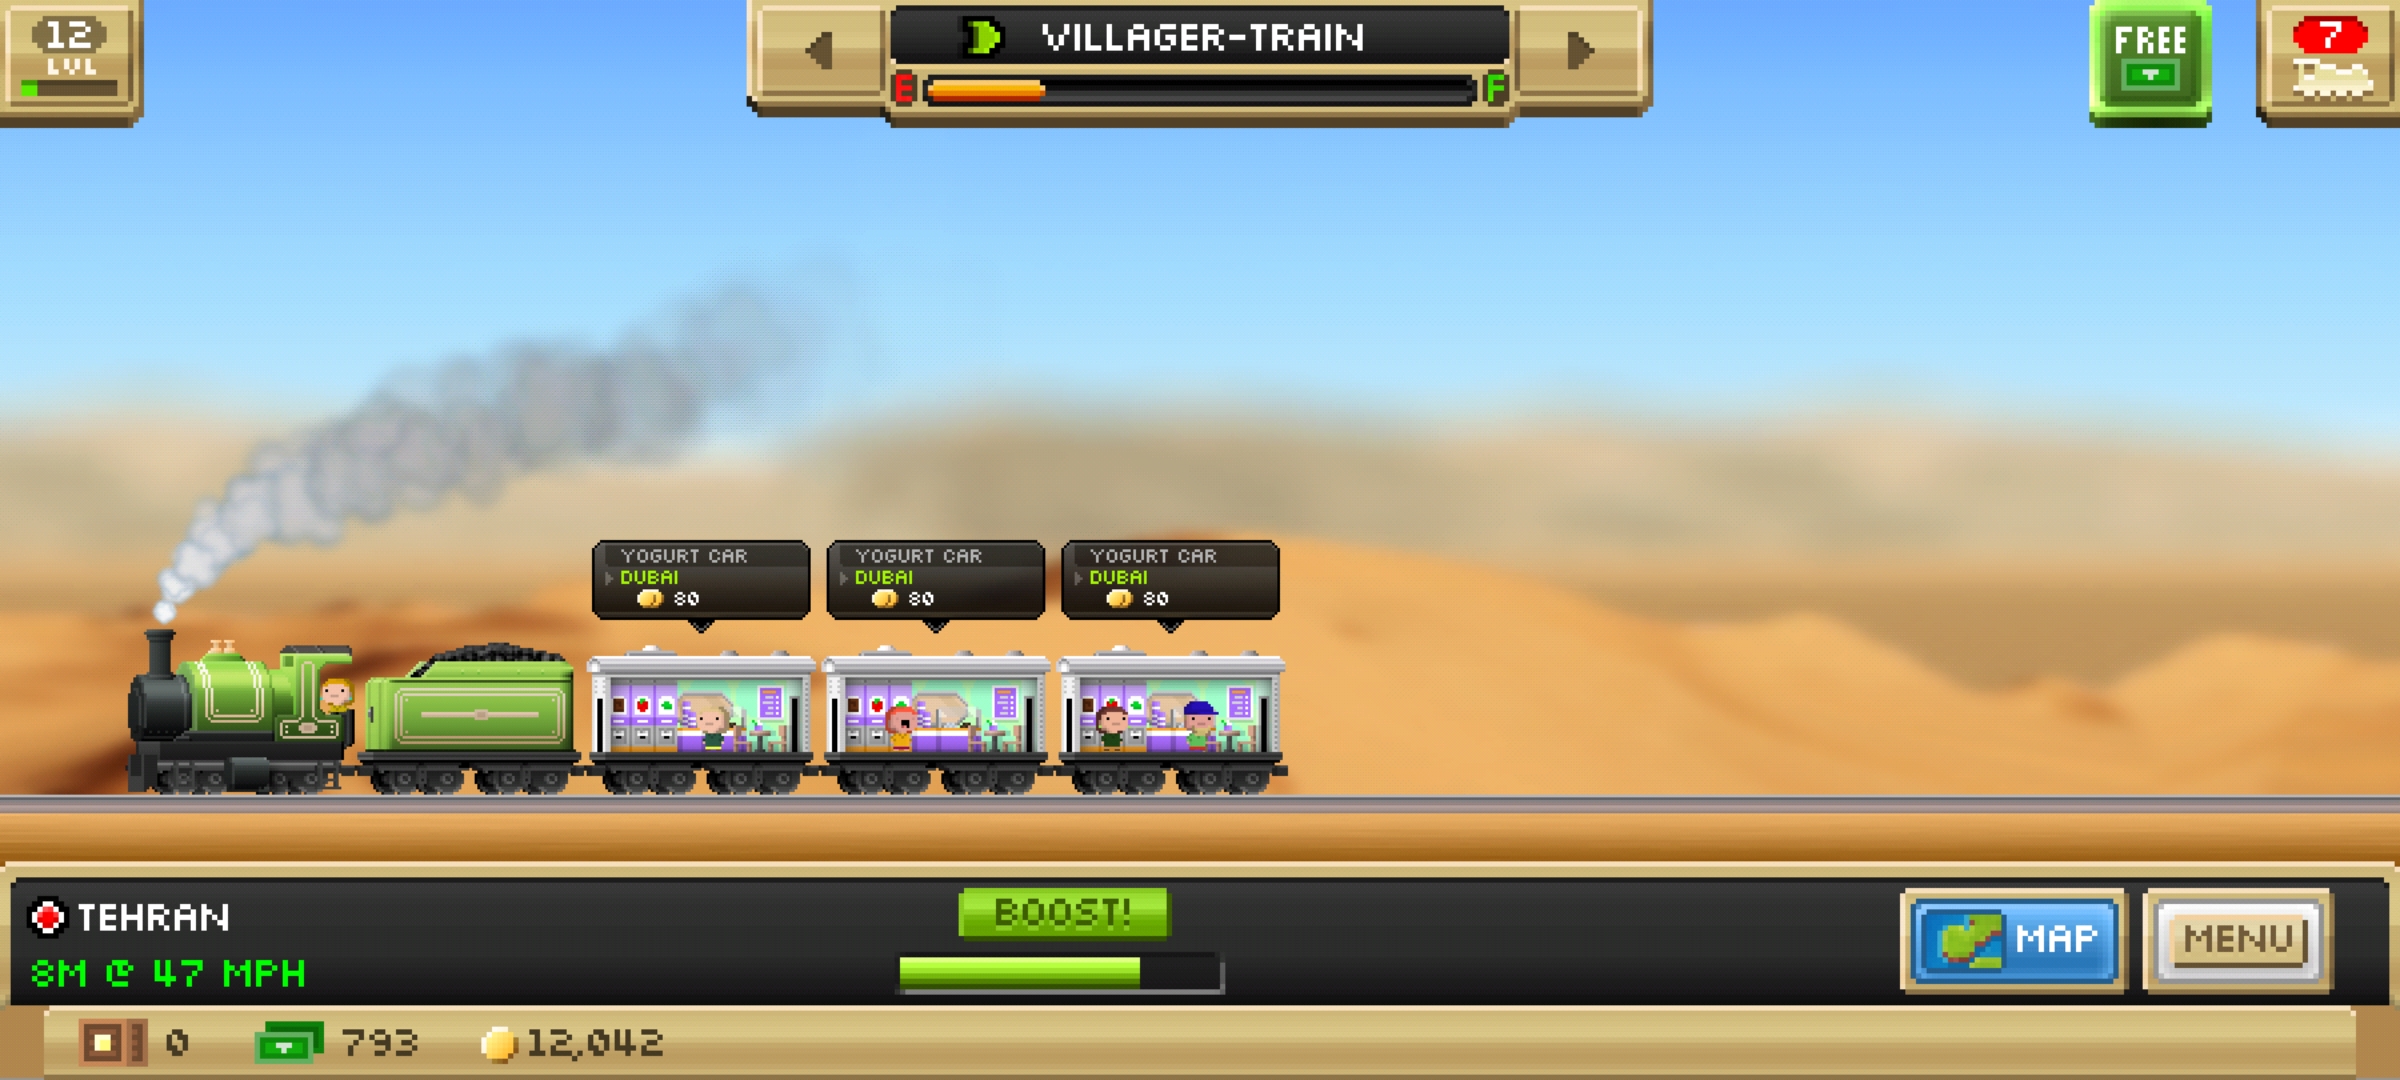 12
LVL
VILLAGER-TRAIN
E F
FREE
7
YOGURT CAR
DUBAI
80
YOGURT CAR
DUBAI
80
YOGURT CAR
DUBAI
80
TEHRAN
8M @ 47 MPH
BOOST!
MAP
MENU
0
793
12,042